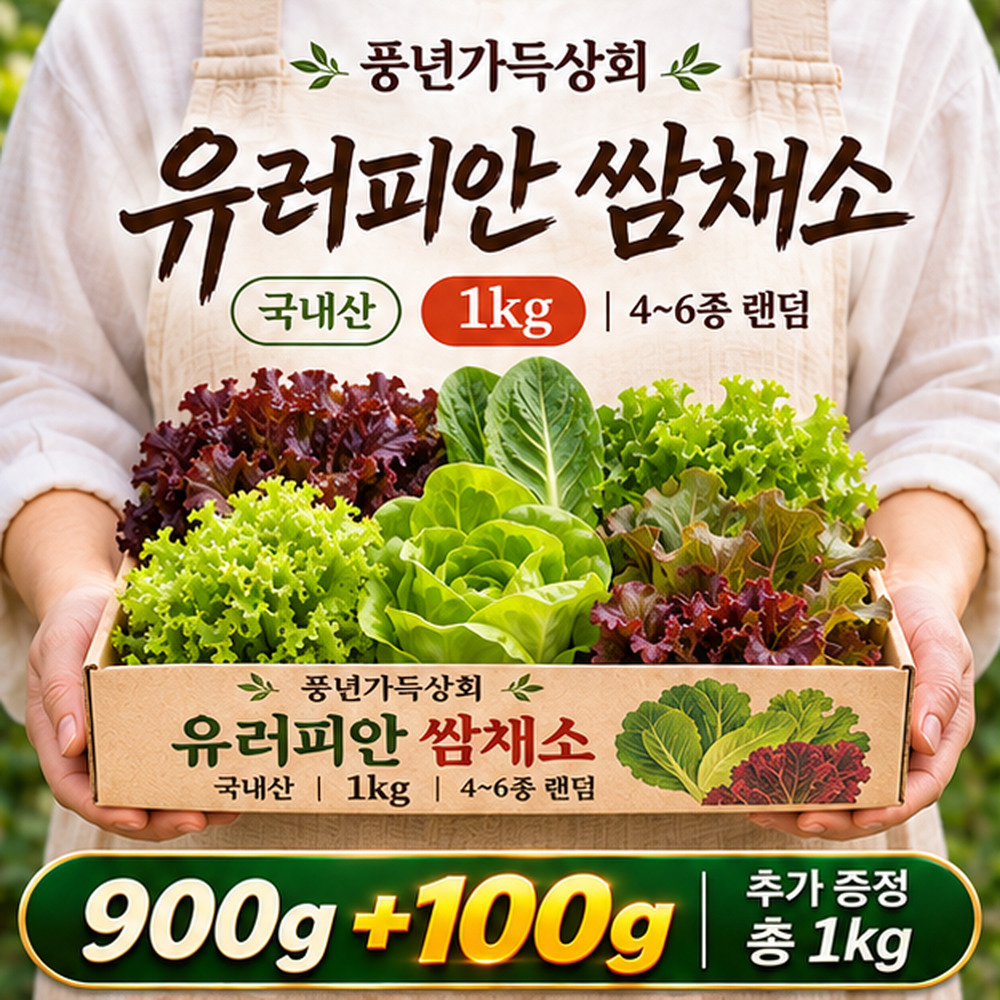 풍년가득상회
유러피안 쌈채소
국내산 1kg | 4~6종 랜덤
풍년가득상회
유러피안 쌈채소
국내산 | 1kg | 4~6종 랜덤
900g +100g | 추가 증정
총 1kg